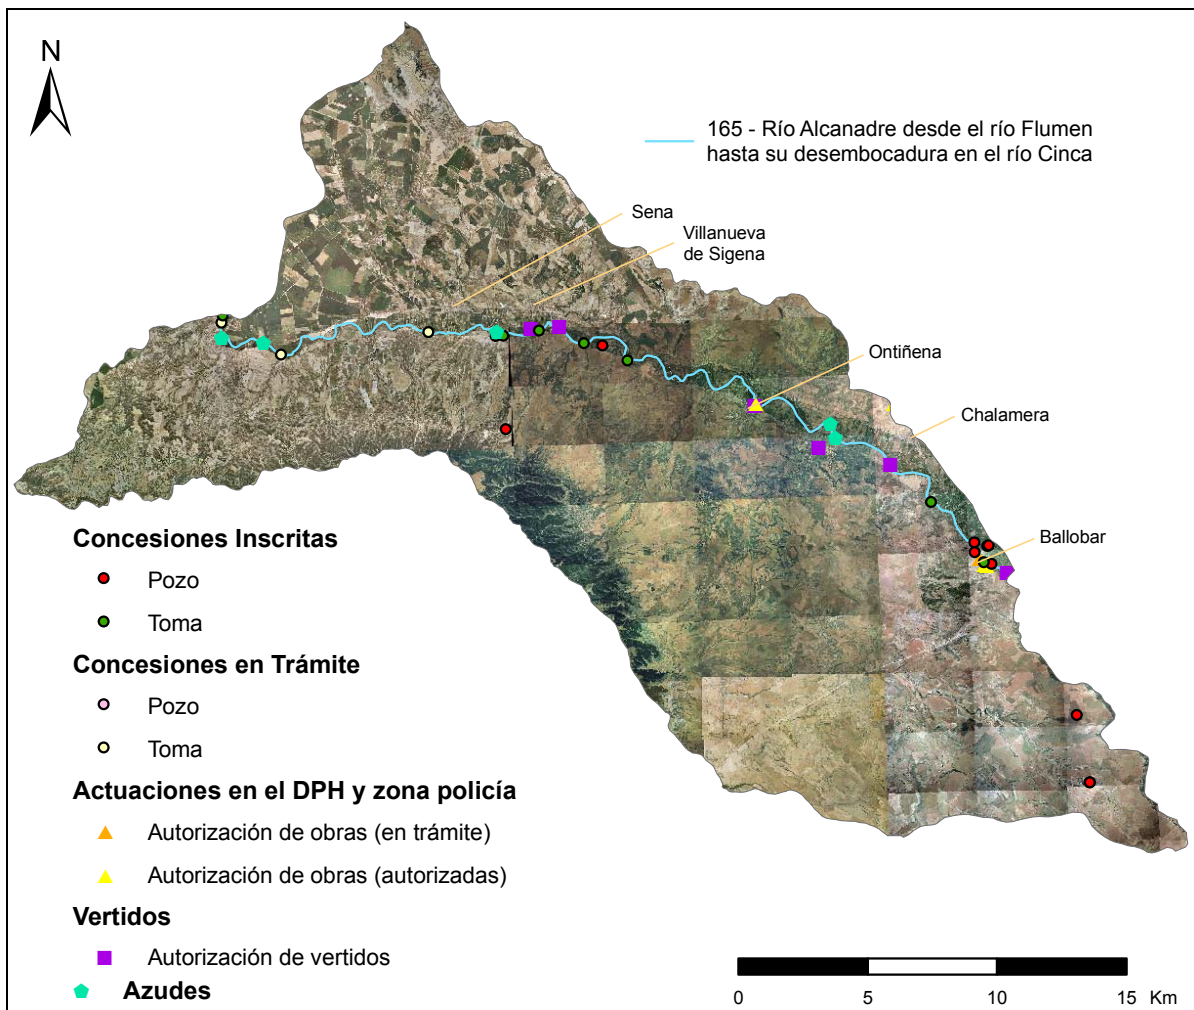 N
165 - Río Alcanadre desde el río Flumen
hasta su desembocadura en el río Cinca
Sena
Villanueva
de Sigena
Ontiñena
Chalamera
Ballobar
Concesiones Inscritas
Pozo
Toma
Concesiones en Trámite
Pozo
Toma
Actuaciones en el DPH y zona policía
Autorización de obras (en trámite)
Autorización de obras (autorizadas)
Vertidos
Autorización de vertidos
Azudes
0 5 10 15 Km